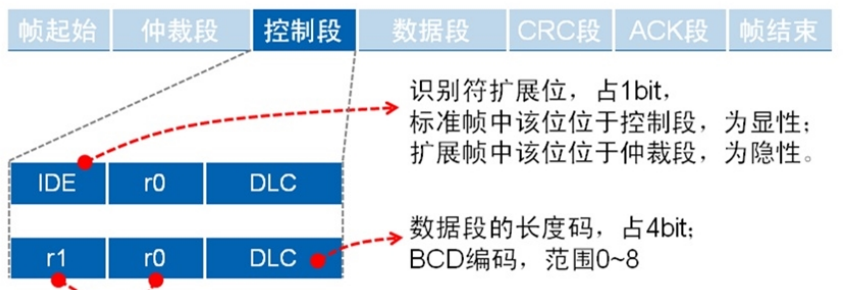 帧起始 仲裁段 控制段 数据段 CRC段 ACK段 帧结束
识别符扩展位，占1bit，
标准帧中该位位于控制段，为显性；
扩展帧中该位位于仲裁段，为隐性。
IDE r0 DLC
数据段的长度码，占4bit;
r1 r0 DLC
BCD编码，范围0~8